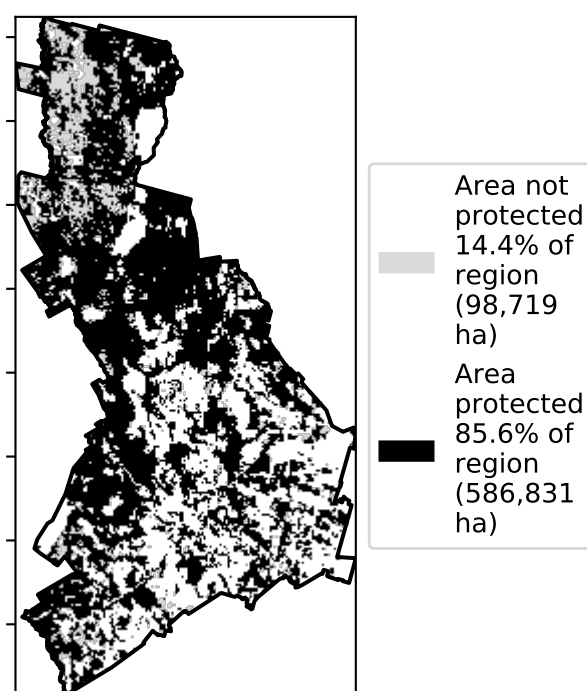 Area not
protected
14.4% of
region
(98,719
ha)
Area
protected
85.6% of
region
(586,831
ha)